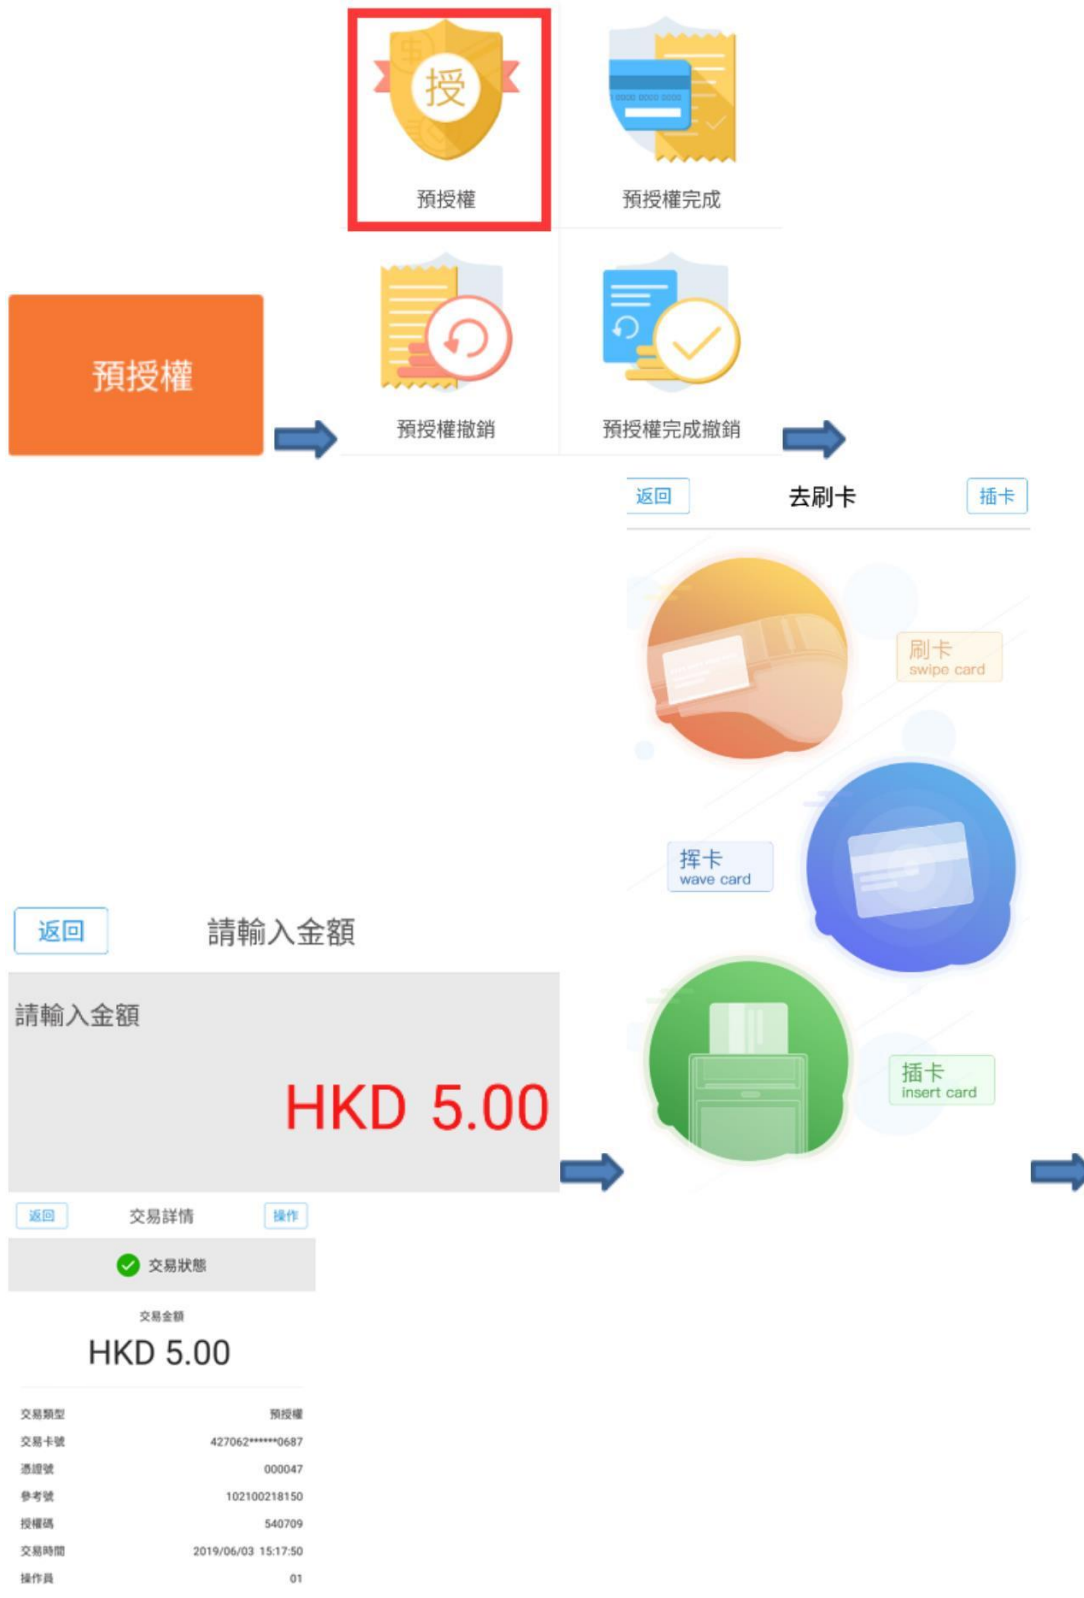 預授權
授
0000 0000 0000
預授權
預授權完成
預授權撤銷
預授權完成撤銷
返回
請輸入金額
請輸入金額
HKD 5.00
返回
去刷卡
插卡
刷卡
swipe card
挥卡
wave card
插卡
insert card
返回
交易詳情
操作
交易狀態
交易金額
HKD 5.00
交易類型 預授權
交易卡號 427062******0687
憑證號 000047
參考號 102100218150
授權碼 540709
交易時間 2019/06/03 15:17:50
操作員 01